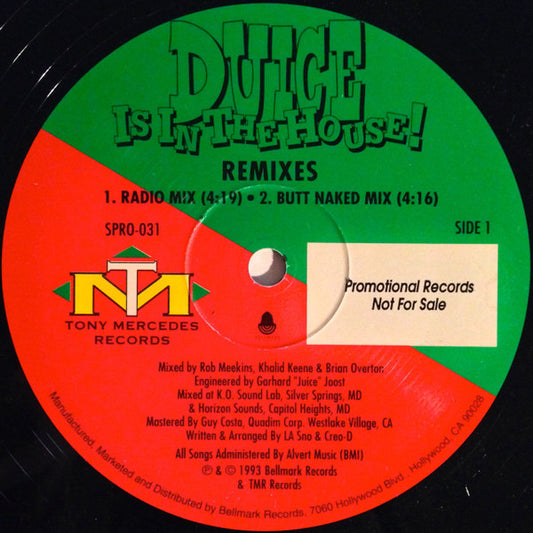 DUICE
IS IN THE HOUSE!
REMIXES
1. RADIO MIX (4:19) • 2. BUTT NAKED MIX (4:16)
SPRO-031
SIDE 1
TM
TONY MERCEDES
RECORDS
Promotional Records
Not For Sale
Mixed by Rob Meekins, Khalid Keene & Brian Overton
Engineered by Garhard "Juice" Joost
Mixed at K.O. Sound Lab, Silver Springs, MD
& Horizon Sounds, Capitol Heights, MD
Mastered By Guy Costa, Quadim Corp. Westlake Village, CA
Written & Arranged By LA Sno & Creo-D
All Songs Administered By Alvert Music (BMI)
℗ & © 1993 Bellmark Records
& TMR Records
Manufactured, Marketed and Distributed by Bellmark Records, 7060 Hollywood Blvd., Hollywood, CA 90028